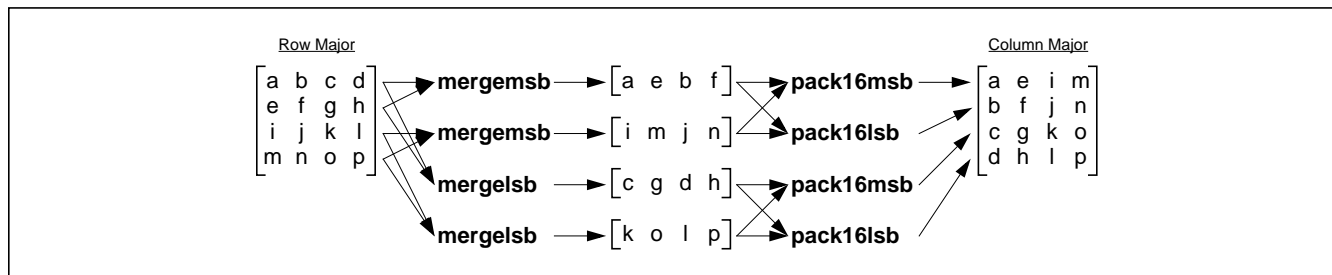 Row Major
Column Major
a b c d
e f g h
i j k l
m n o p
mergemsb
mergemsb
mergelsb
mergelsb
a e b f
i m j n
c g d h
k o l p
pack16msb
pack16lsb
pack16msb
pack16lsb
a e i m
b f j n
c g k o
d h l p